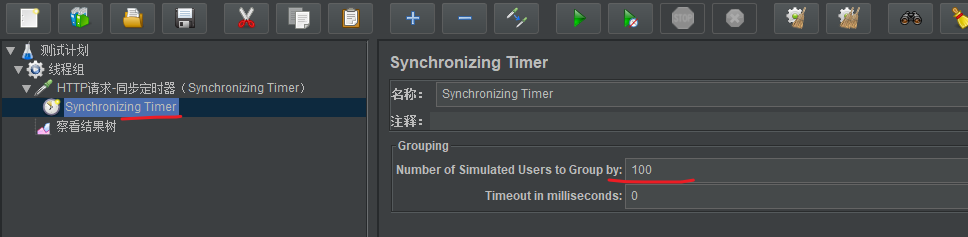 STOP
测试计划
线程组
HTTP请求-同步定时器（Synchronizing Timer）
Synchronizing Timer
察看结果树
Synchronizing Timer
名称： Synchronizing Timer
注释：
Grouping
Number of Simulated Users to Group by: 100
Timeout in milliseconds: 0